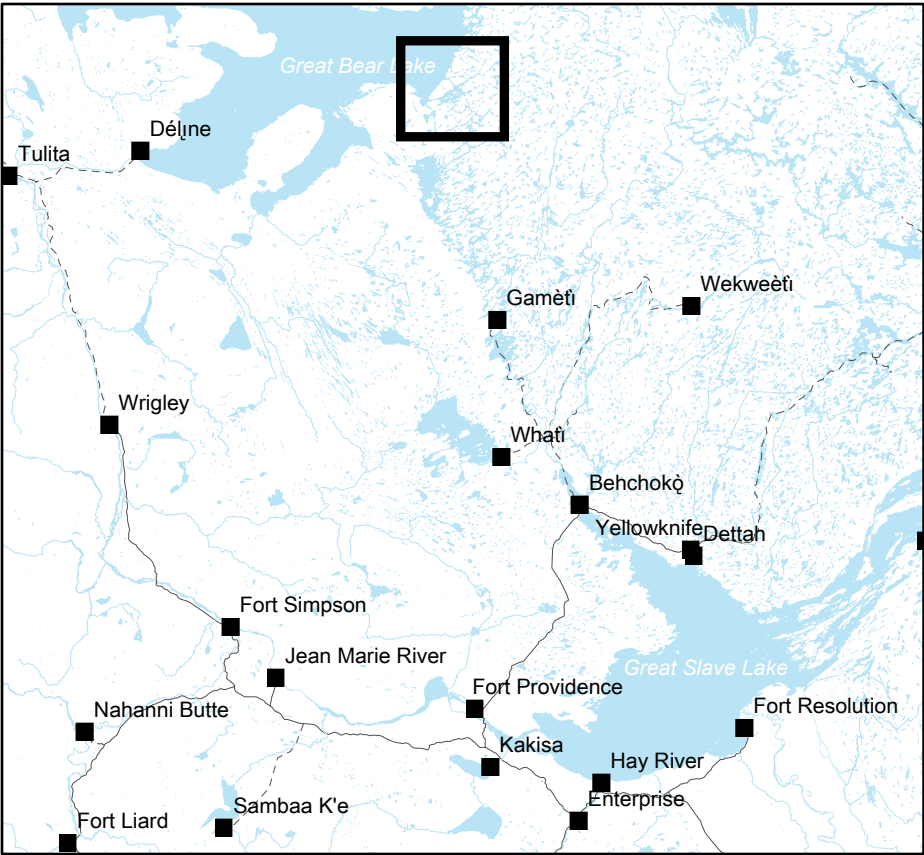 Great Bear Lake
Délı̨ne
Tulita
Wekweètì
Gamètì
Wrigley
Whatì
Behchokǫ̀
Yellowknife
Dettah
Fort Simpson
Jean Marie River
Great Slave Lake
Fort Providence
Nahanni Butte
Fort Resolution
Kakisa
Hay River
Enterprise
Sambaa K'e
Fort Liard